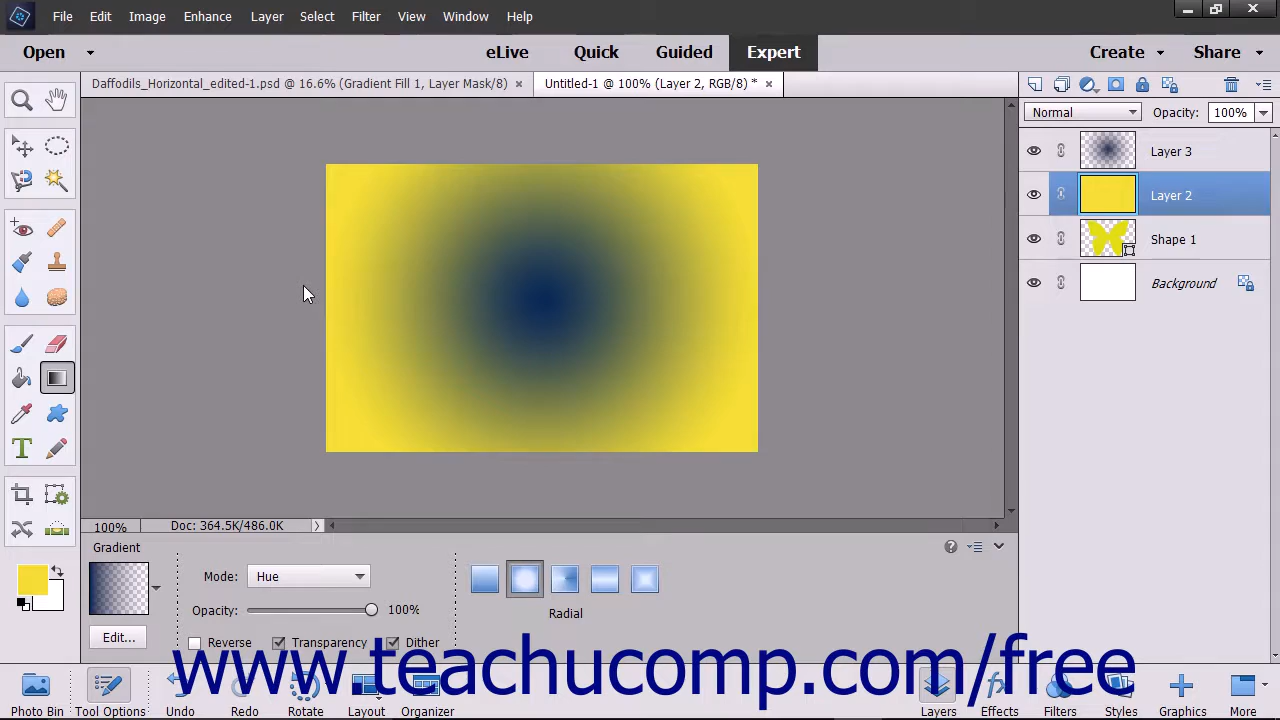 File Edit Image Enhance Layer Select Filter View Window Help
Open eLive Quick Guided Expert Create Share
Daffodils_Horizontal_edited-1.psd @ 16.6% (Gradient Fill 1, Layer Mask/8) Untitled-1 @ 100% (Layer 2, RGB/8) *
Normal Opacity: 100%
Layer 3
Layer 2
Shape 1
Background
100% Doc: 364.5K/486.0K
Gradient
Mode: Hue
Opacity: 100%
Radial
Edit... Reverse Transparency Dither
www.teachucomp.com/free
Photo Bin Tool Options Undo Redo Rotate Layout Organizer Layers Effects Filters Styles Graphics More